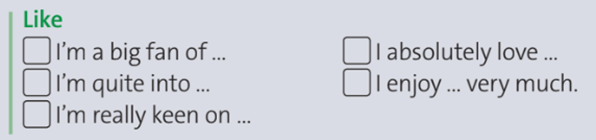 Like
I'm a big fan of ...
I'm quite into ...
I'm really keen on ...
I absolutely love ...
I enjoy ... very much.